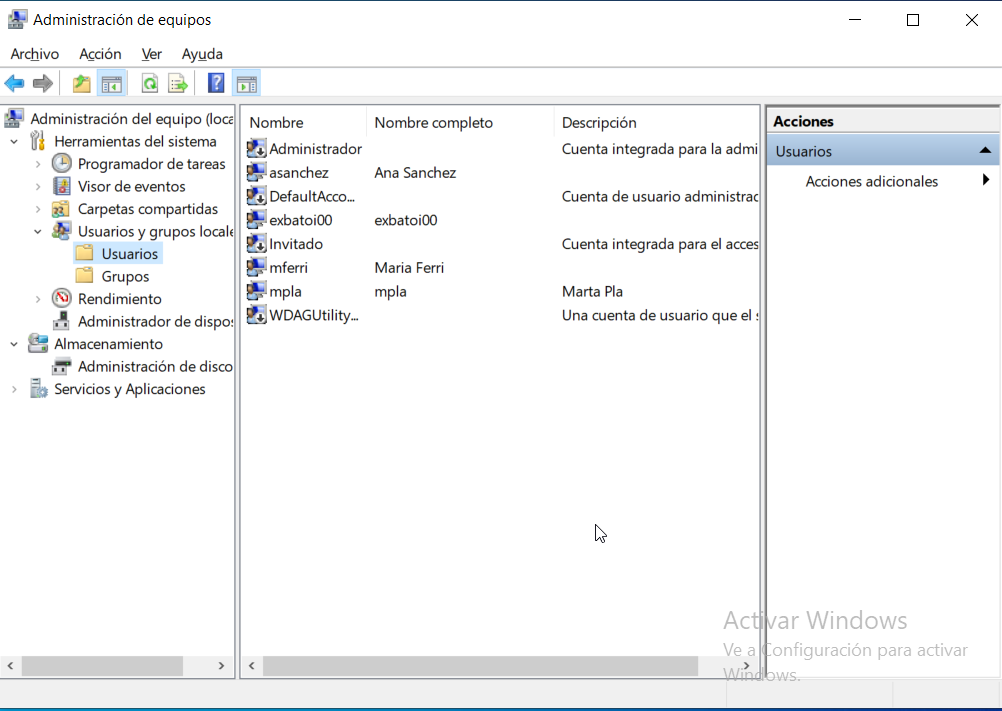 Administración de equipos
Archivo Acción Ver Ayuda
Administración del equipo (loca
Herramientas del sistema
Programador de tareas
Visor de eventos
Carpetas compartidas
Usuarios y grupos locale
Usuarios
Grupos
Rendimiento
Administrador de dispos
Almacenamiento
Administración de disco
Servicios y Aplicaciones
Nombre Nombre completo Descripción
Administrador Cuenta integrada para la admi
asanchez Ana Sanchez
DefaultAcco... Cuenta de usuario administrac
exbatoi00 exbatoi00
Invitado Cuenta integrada para el acces
mferri Maria Ferri
mpla mpla Marta Pla
WDAGUtility... Una cuenta de usuario que el s
Acciones
Usuarios
Acciones adicionales
Activar Windows
Ve a Configuración para activar
Windows.